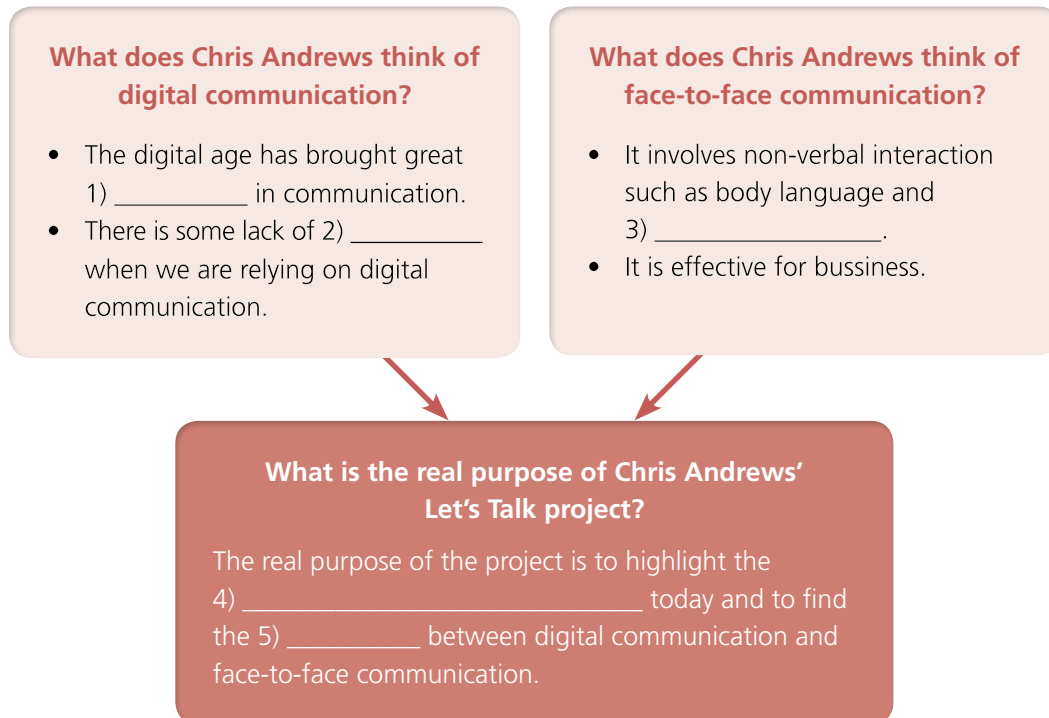 What does Chris Andrews think of
digital communication?
• The digital age has brought great
1) __________ in communication.
• There is some lack of 2) __________
when we are relying on digital
communication.
What does Chris Andrews think of
face-to-face communication?
• It involves non-verbal interaction
such as body language and
3) _________________.
• It is effective for bussiness.
What is the real purpose of Chris Andrews’
Let’s Talk project?
The real purpose of the project is to highlight the
4) ______________________________ today and to find
the 5) __________ between digital communication and
face-to-face communication.